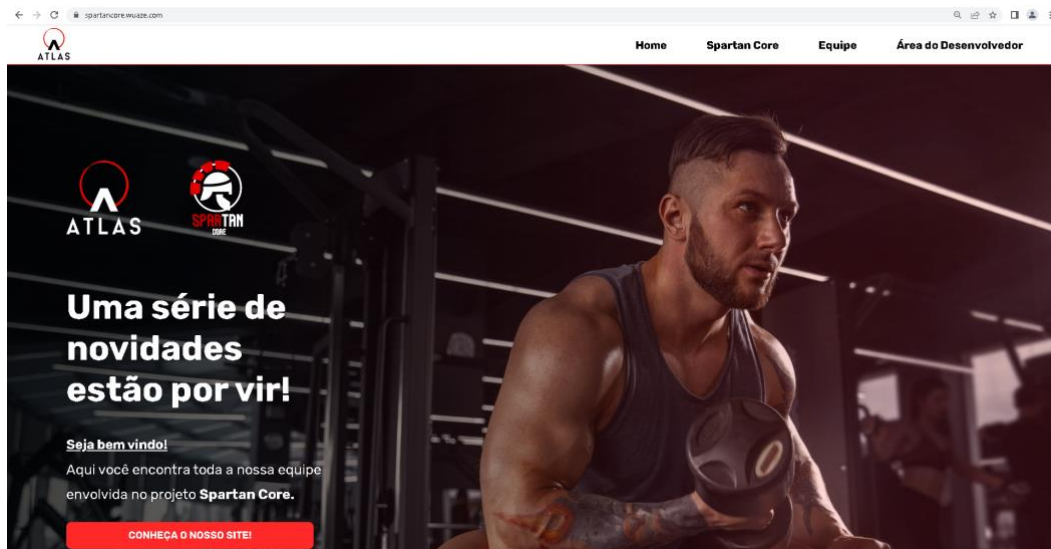 spartancore.wuaze.com
ATLAS
Home Spartan Core Equipe Área do Desenvolvedor
ATLAS
SPARTAN
CORE
Uma série de
novidades
estão por vir!
Seja bem vindo!
Aqui você encontra toda a nossa equipe
envolvida no projeto Spartan Core.
CONHEÇA O NOSSO SITE!